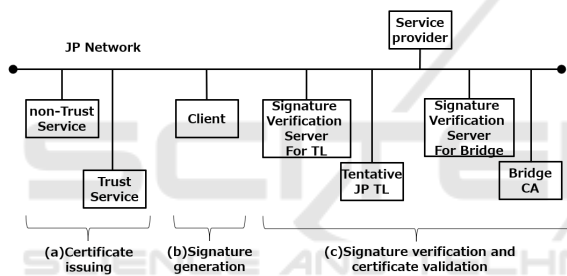 Service
provider
JP Network
non-Trust
Service
Client
Signature
Verification
Server
For TL
Signature
Verification
Server
For Bridge
Trust
Service
Tentative
JP TL
Bridge
CA
(a)Certificate
issuing
(b)Signature
generation
(c)Signature verification and
certificate validation